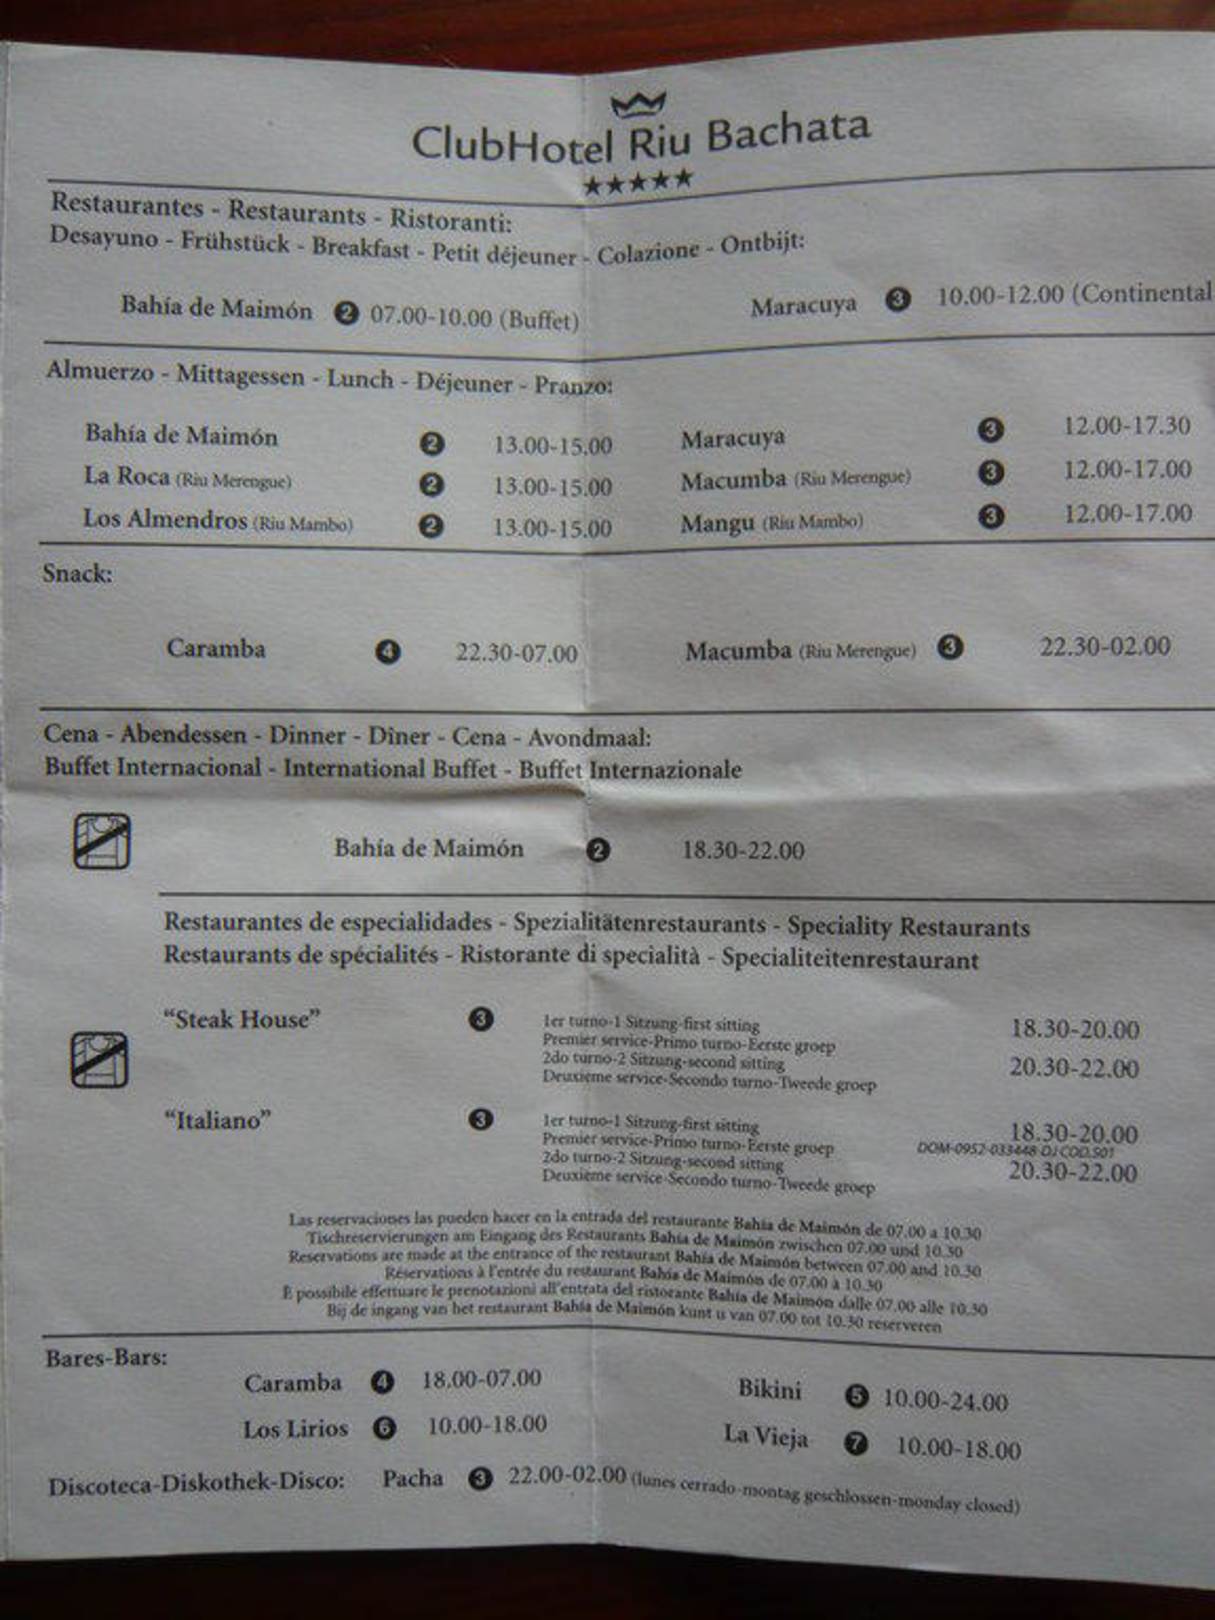 ClubHotel Riu Bachata
★★★★★
Restaurantes - Restaurants - Ristoranti:
Desayuno - Frühstück - Breakfast - Petit déjeuner - Colazione - Ontbijt:
Bahía de Maimón 2 07.00-10.00 (Buffet) Maracuya 3 10.00-12.00 (Continental
Almuerzo - Mittagessen - Lunch - Déjeuner - Pranzo:
Bahía de Maimón 2 13.00-15.00 Maracuya 3 12.00-17.30
La Roca (Riu Merengue) 2 13.00-15.00 Macumba (Riu Merengue) 3 12.00-17.00
Los Almendros (Riu Mambo) 2 13.00-15.00 Mangu (Riu Mambo) 3 12.00-17.00
Snack:
Caramba 4 22.30-07.00 Macumba (Riu Merengue) 3 22.30-02.00
Cena - Abendessen - Dinner - Dîner - Cena - Avondmaal:
Buffet Internacional - International Buffet - Buffet Internazionale
Bahía de Maimón 2 18.30-22.00
Restaurantes de especialidades - Spezialitätenrestaurants - Speciality Restaurants
Restaurants de spécialités - Ristorante di specialità - Specialiteitenrestaurant
“Steak House” 3 1er turno-1 Sitzung-first sitting 18.30-20.00
Premier service-Primo turno-Eerste groep
2do turno-2 Sitzung-second sitting 20.30-22.00
Deuxième service-Secondo turno-Tweede groep
“Italiano” 3 1er turno-1 Sitzung-first sitting 18.30-20.00
Premier service-Primo turno-Eerste groep DOM-0952-033448 DJ COD.S01
2do turno-2 Sitzung-second sitting 20.30-22.00
Deuxième service-Secondo turno-Tweede groep
Las reservaciones las pueden hacer en la entrada del restaurante Bahía de Maimón de 07.00 a 10.30
Tischreservierungen am Eingang des Restaurants Bahía de Maimón zwischen 07.00 und 10.30
Reservations are made at the entrance of the restaurant Bahía de Maimón between 07.00 and 10.30
Réservations à l'entrée du restaurant Bahía de Maimón de 07.00 à 10.30
E possibile effettuare le prenotazioni all'entrata del ristorante Bahía de Maimón dalle 07.00 alle 10.30
Bij de ingang van het restaurant Bahía de Maimón kunt u van 07.00 tot 10.30 reserveren
Bares-Bars:
Caramba 4 18.00-07.00 Bikini 5 10.00-24.00
Los Lirios 6 10.00-18.00 La Vieja 7 10.00-18.00
Discoteca-Diskothek-Disco: Pacha 3 22.00-02.00 (lunes cerrado-montag geschlossen-monday closed)